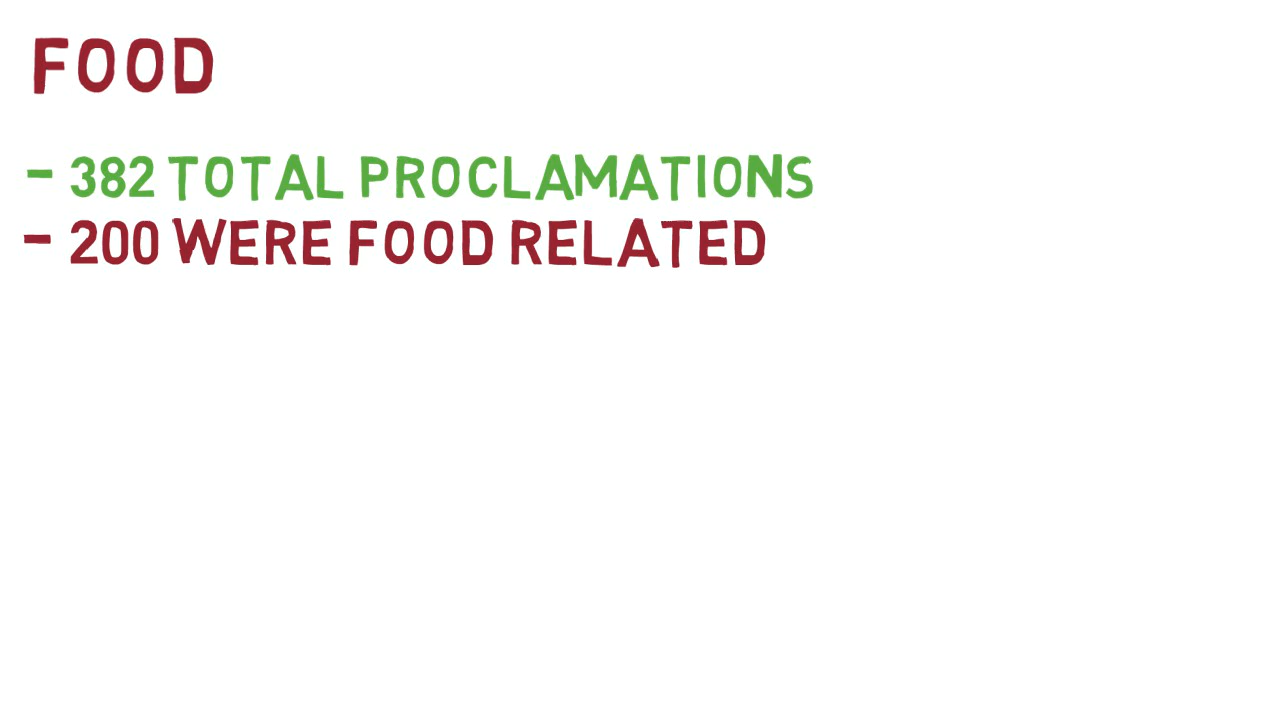 FOOD
- 382 TOTAL PROCLAMATIONS
- 200 WERE FOOD RELATED